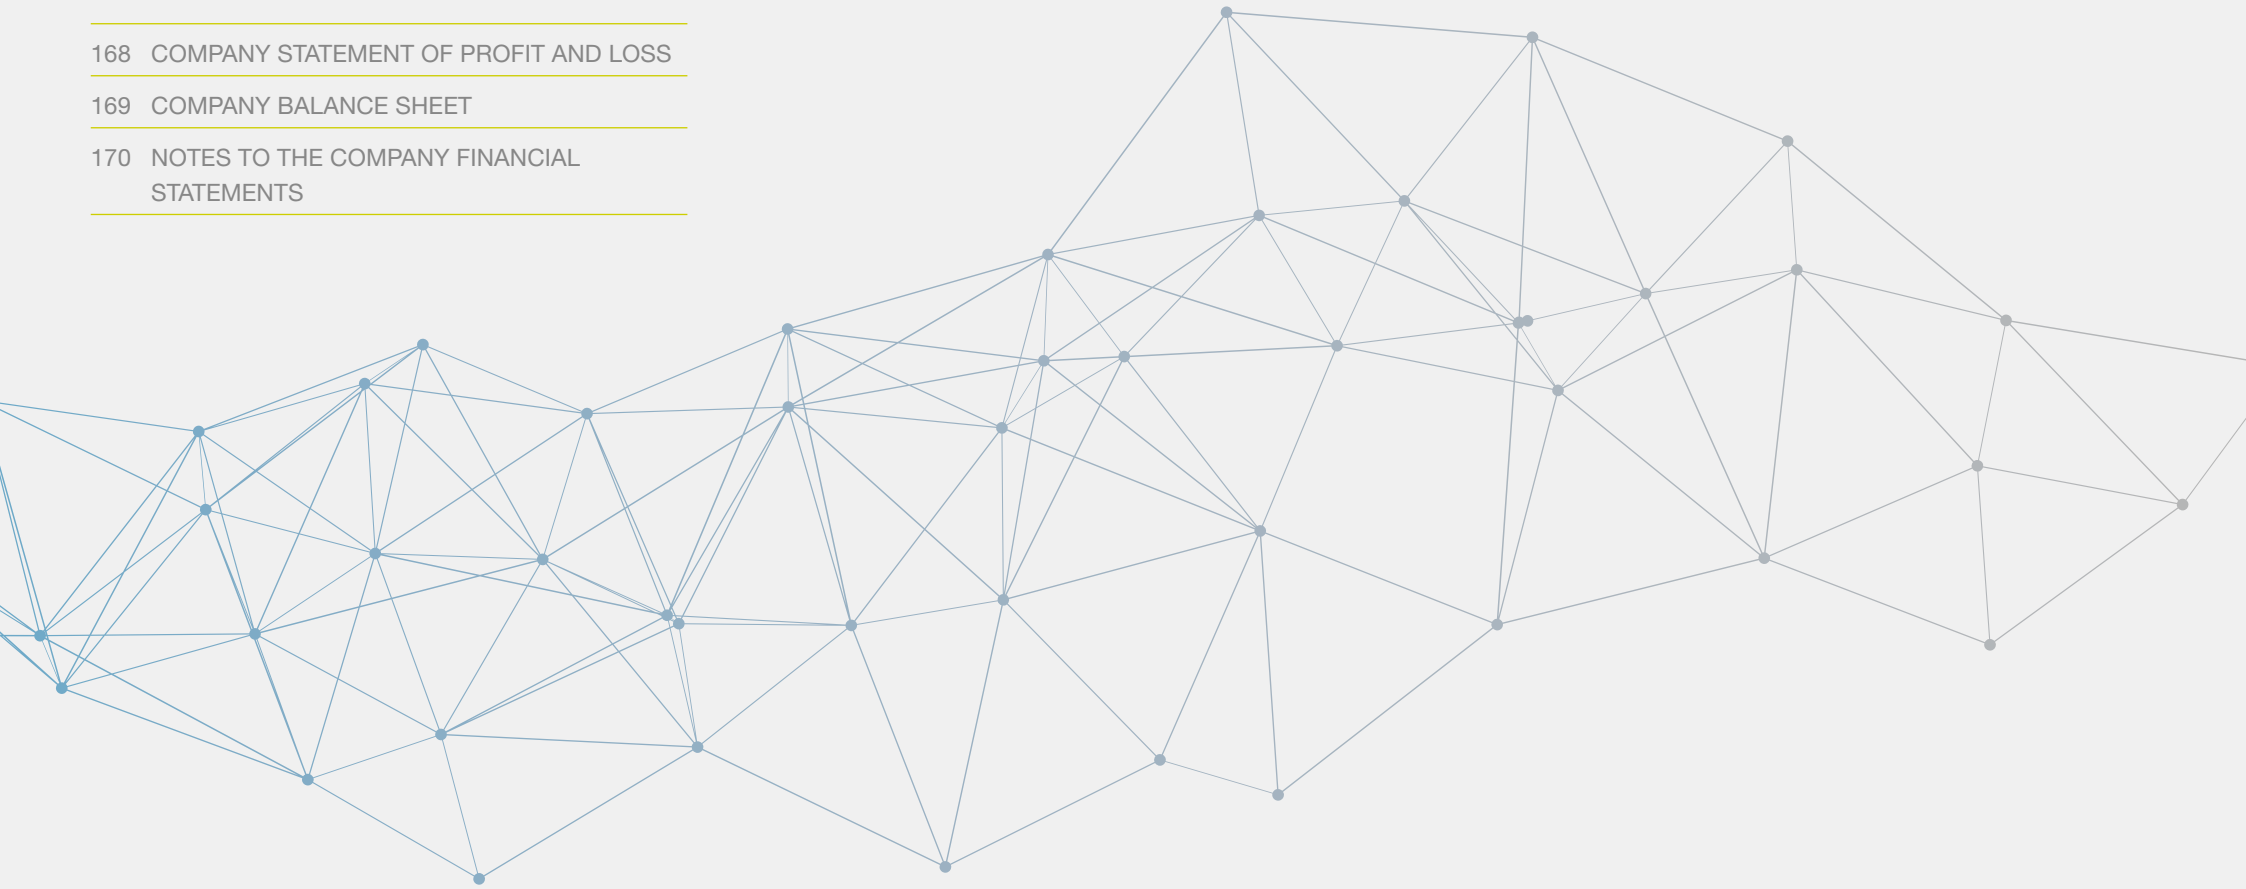 168 COMPANY STATEMENT OF PROFIT AND LOSS
169 COMPANY BALANCE SHEET
170 NOTES TO THE COMPANY FINANCIAL
STATEMENTS